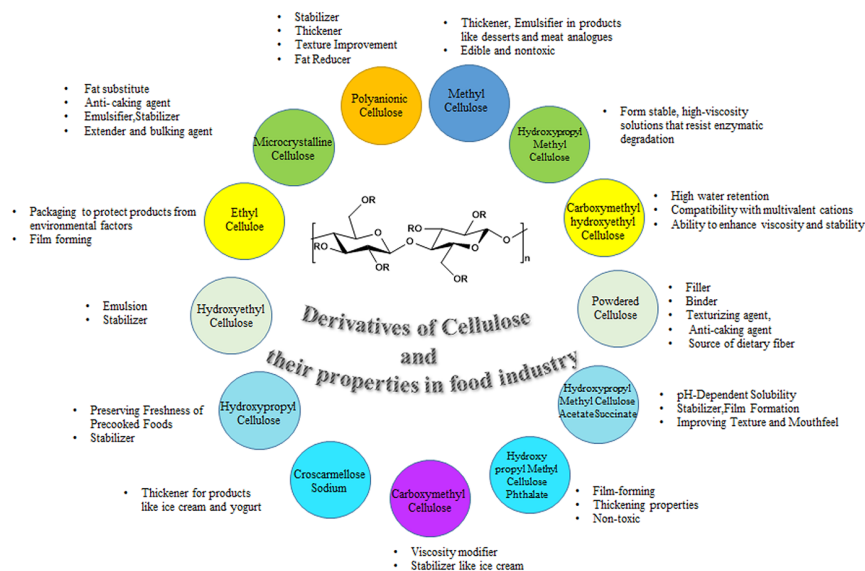 • Stabilizer
• Thickener
• Texture Improvement
• Fat Reducer
Polyanionic
Cellulose
• Thickener, Emulsifier in products
like desserts and meat analogues
• Edible and nontoxic
Methyl
Cellulose
• Form stable, high-viscosity
solutions that resist enzymatic
degradation
Hydroxypropyl
Methyl
Cellulose
• High water retention
• Compatibility with multivalent cations
• Ability to enhance viscosity and stability
Carboxymethyl
hydroxyethyl
Cellulose
• Filler
• Binder
• Texturizing agent,
• Anti-caking agent
• Source of dietary fiber
Powdered
Cellulose
• pH-Dependent Solubility
• Stabilizer,Film Formation
• Improving Texture and Mouthfeel
Hydroxypropyl
Methyl Cellulose
Acetate Succinate
• Film-forming
• Thickening properties
• Non-toxic
Hydroxy
propyl Methyl
Cellulose
Phthalate
• Viscosity modifier
• Stabilizer like ice cream
Carboxymethyl
Cellulose
• Thickener for products
like ice cream and yogurt
Croscarmellose
Sodium
• Preserving Freshness of
Precooked Foods
• Stabilizer
Hydroxypropyl
Cellulose
• Emulsion
• Stabilizer
Hydroxyethyl
Cellulose
• Packaging to protect products from
environmental factors
• Film forming
Ethyl
Celluloe
• Fat substitute
• Anti- caking agent
• Emulsifier,Stabilizer
• Extender and bulking agent
Microcrystalline
Cellulose
OR
OR
RO
O
O
OR
RO
O
O
OR
n
Derivatives of Cellulose
and
their properties in food industry